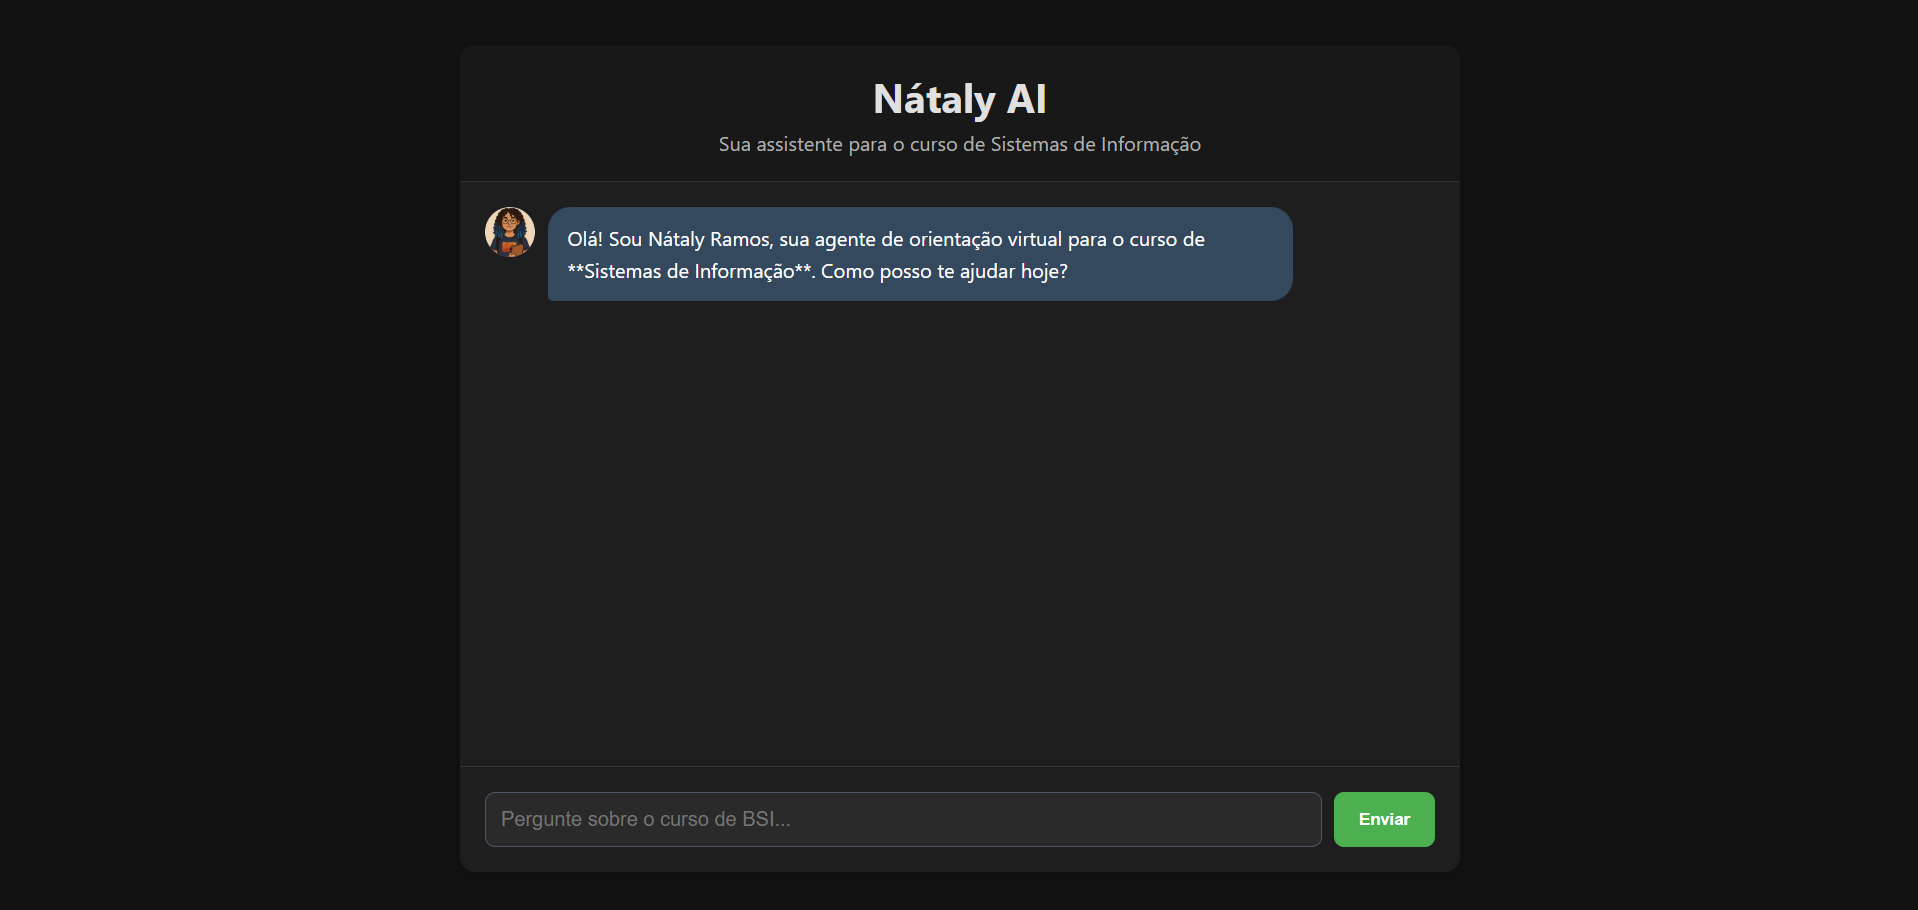 Nátaly AI
Sua assistente para o curso de Sistemas de Informação
Olá! Sou Nátaly Ramos, sua agente de orientação virtual para o curso de
**Sistemas de Informação**. Como posso te ajudar hoje?
Pergunte sobre o curso de BSI...
Enviar